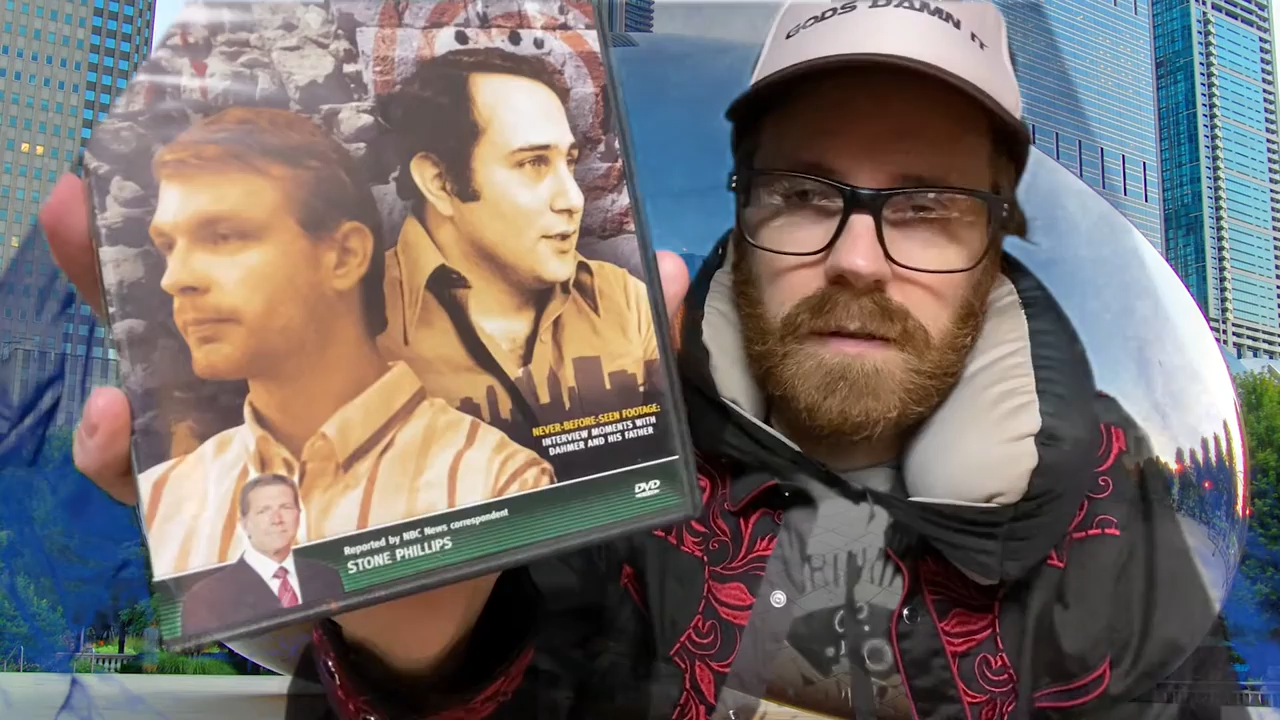 GODS DAMN IT
NEVER-BEFORE-SEEN FOOTAGE:
INTERVIEW MOMENTS WITH
DAHMER AND HIS FATHER
DVD
Reported by NBC News correspondent
STONE PHILLIPS